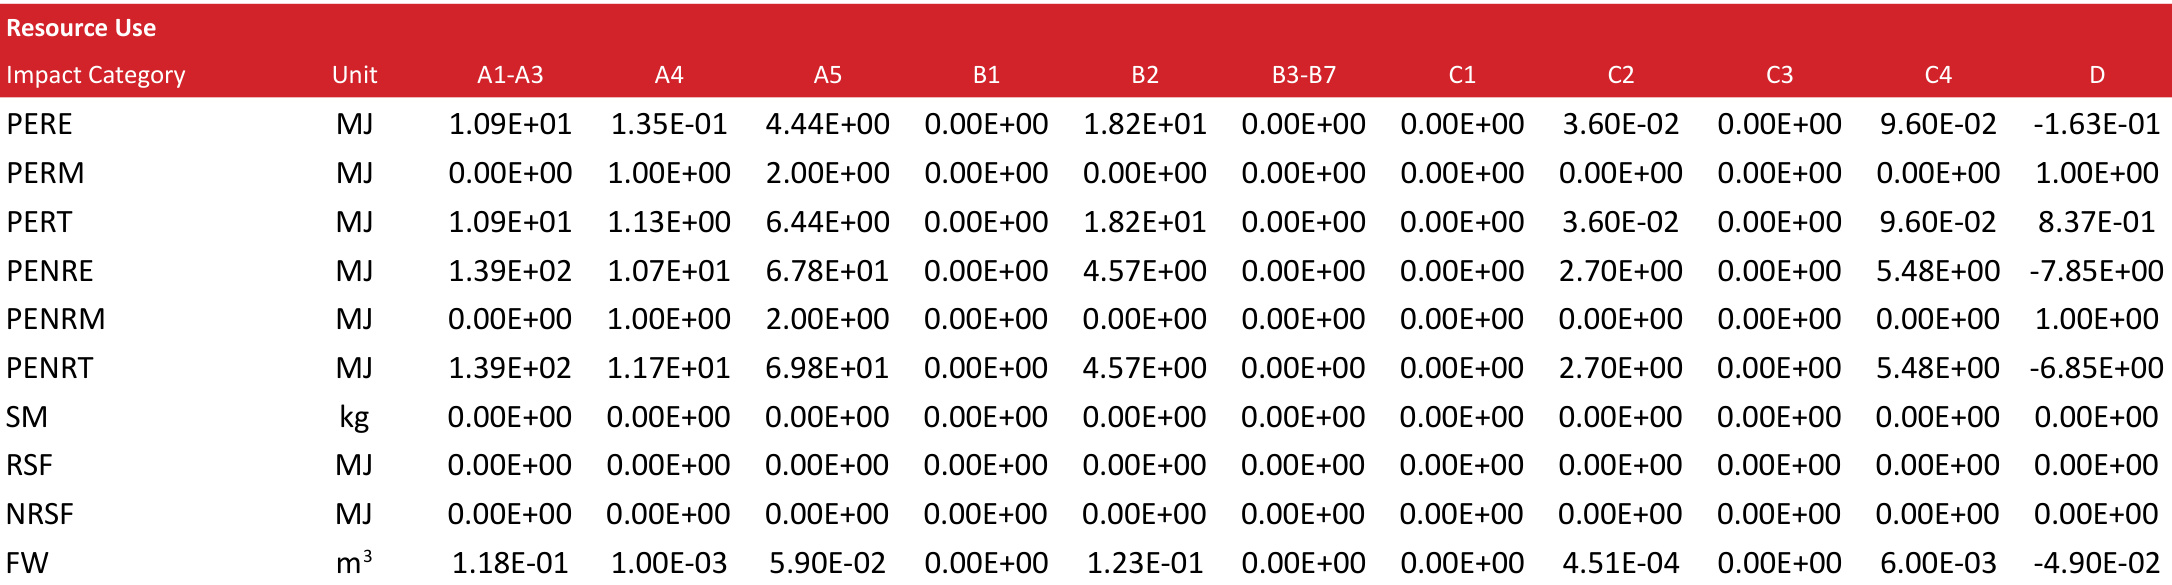 Resource Use
Impact Category Unit A1-A3 A4 A5 B1 B2 B3-B7 C1 C2 C3 C4 D
PERE MJ 1.09E+01 1.35E-01 4.44E+00 0.00E+00 1.82E+01 0.00E+00 0.00E+00 3.60E-02 0.00E+00 9.60E-02 -1.63E-01
PERM MJ 0.00E+00 1.00E+00 2.00E+00 0.00E+00 0.00E+00 0.00E+00 0.00E+00 0.00E+00 0.00E+00 0.00E+00 1.00E+00
PERT MJ 1.09E+01 1.13E+00 6.44E+00 0.00E+00 1.82E+01 0.00E+00 0.00E+00 3.60E-02 0.00E+00 9.60E-02 8.37E-01
PENRE MJ 1.39E+02 1.07E+01 6.78E+01 0.00E+00 4.57E+00 0.00E+00 0.00E+00 2.70E+00 0.00E+00 5.48E+00 -7.85E+00
PENRM MJ 0.00E+00 1.00E+00 2.00E+00 0.00E+00 0.00E+00 0.00E+00 0.00E+00 0.00E+00 0.00E+00 0.00E+00 1.00E+00
PENRT MJ 1.39E+02 1.17E+01 6.98E+01 0.00E+00 4.57E+00 0.00E+00 0.00E+00 2.70E+00 0.00E+00 5.48E+00 -6.85E+00
SM kg 0.00E+00 0.00E+00 0.00E+00 0.00E+00 0.00E+00 0.00E+00 0.00E+00 0.00E+00 0.00E+00 0.00E+00 0.00E+00
RSF MJ 0.00E+00 0.00E+00 0.00E+00 0.00E+00 0.00E+00 0.00E+00 0.00E+00 0.00E+00 0.00E+00 0.00E+00 0.00E+00
NRSF MJ 0.00E+00 0.00E+00 0.00E+00 0.00E+00 0.00E+00 0.00E+00 0.00E+00 0.00E+00 0.00E+00 0.00E+00 0.00E+00
FW m³ 1.18E-01 1.00E-03 5.90E-02 0.00E+00 1.23E-01 0.00E+00 0.00E+00 4.51E-04 0.00E+00 6.00E-03 -4.90E-02